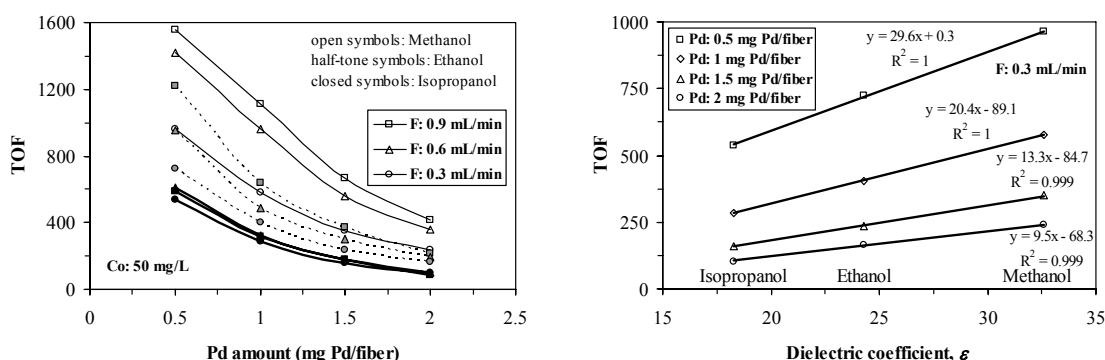 TOF
1600
1200
800
400
0
open symbols: Methanol
half-tone symbols: Ethanol
closed symbols: Isopropanol
F: 0.9 mL/min
F: 0.6 mL/min
F: 0.3 mL/min
Co: 50 mg/L
0 0.5 1 1.5 2 2.5
Pd amount (mg Pd/fiber)
TOF
1000
750
500
250
0
Pd: 0.5 mg Pd/fiber
Pd: 1 mg Pd/fiber
Pd: 1.5 mg Pd/fiber
Pd: 2 mg Pd/fiber
y = 29.6x + 0.3
R² = 1
F: 0.3 mL/min
y = 20.4x - 89.1
R² = 1
y = 13.3x - 84.7
R² = 0.999
y = 9.5x - 68.3
R² = 0.999
Isopropanol Ethanol Methanol
15 20 25 30 35
Dielectric coefficient, ε